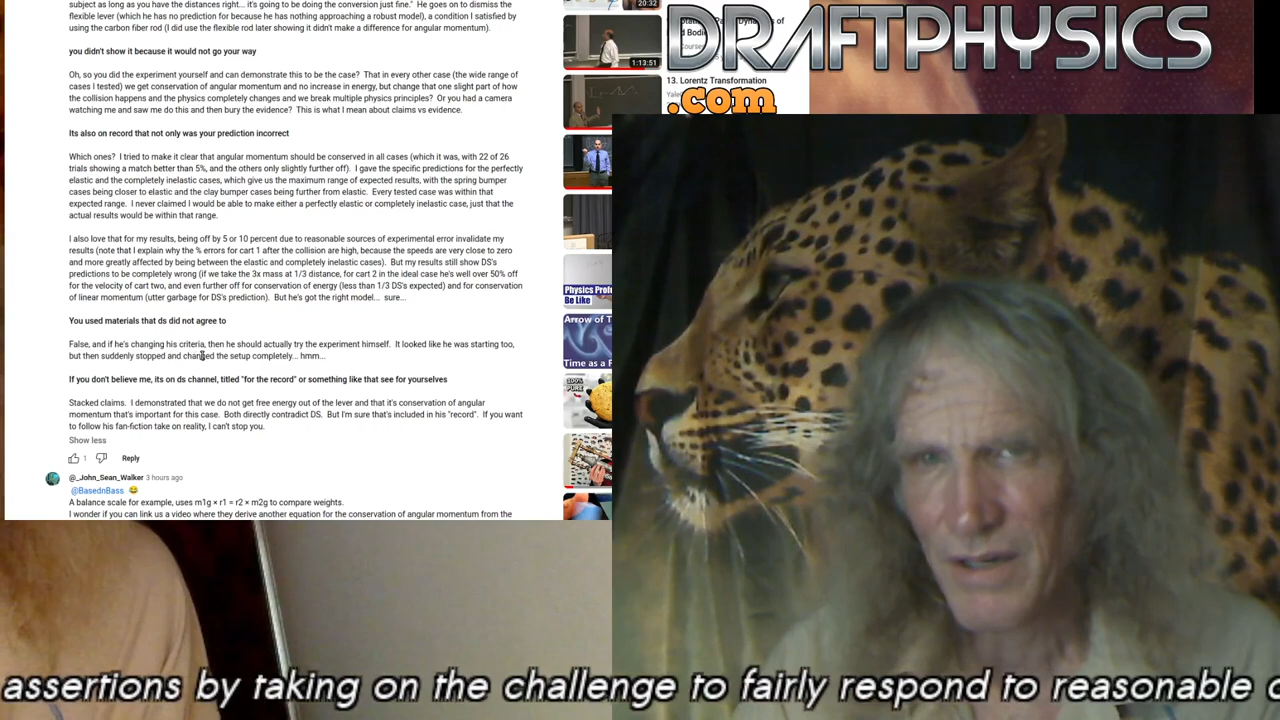 subject as long as you have the distances right... it's going to be doing the conversion just fine." He goes on to dismiss the
flexible lever (which he has no prediction for because he has nothing approaching a robust model), a condition I satisfied by
using the carbon fiber rod (I did use the flexible rod later showing it didn't make a difference for angular momentum).
you didn't show it because it would not go your way
Oh, so you did the experiment yourself and can demonstrate this to be the case? That in every other case (the wide range of
cases I tested) we get conservation of angular momentum and no increase in energy, but change that one slight part of how
the collision happens and the physics completely changes and we break multiple physics principles? Or you had a camera
watching me and saw me do this and then bury the evidence? This is what I mean about claims vs evidence.
Its also on record that not only was your prediction incorrect
Which ones? I tried to make it clear that angular momentum should be conserved in all cases (which it was, with 22 of 26
trials showing a match better than 5%, and the others only slightly further off). I gave the specific predictions for the perfectly
elastic and the completely inelastic cases, which give us the maximum range of expected results, with the spring bumper
cases being closer to elastic and the clay bumper cases being further from elastic. Every tested case was within that
expected range. I never claimed I would be able to make either a perfectly elastic or completely inelastic case, just that the
actual results would be within that range.
I also love that for my results, being off by 5 or 10 percent due to reasonable sources of experimental error invalidate my
results (note that I explain why the % errors for cart 1 after the collision are high, because the speeds are very close to zero
and more greatly affected by being between the elastic and completely inelastic cases). But my results still show DS's
predictions to be completely wrong (if we take the 3x mass at 1/3 distance, for cart 2 in the ideal case he's well over 50% off
for the velocity of cart two, and even further off for conservation of energy (less than 1/3 DS's expected) and for conservation
of linear momentum (utter garbage for DS's prediction). But he's got the right model... sure...
You used materials that ds did not agree to
False, and if he's changing his criteria, then he should actually try the experiment himself. It looked like he was starting too,
but then suddenly stopped and changed the setup completely... hmm...
If you don't believe me, its on ds channel, titled "for the record" or something like that see for yourselves
Stacked claims. I demonstrated that we do not get free energy out of the lever and that it's conservation of angular
momentum that's important for this case. Both directly contradict DS. But I'm sure that's included in his "record". If you want
to follow his fan-fiction take on reality, I can't stop you.
Show less
1 Reply
@_John_Sean_Walker 3 hours ago
@BasednBass 😂
A balance scale for example, uses m1g × r1 = r2 × m2g to compare weights.
I wonder if you can link us a video where they derive another equation for the conservation of angular momentum from the
20:32
1:13:51
13. Lorentz Transformation
Physics Prof
Be Like
Arrow of T
Time as a F
100%
PURE
DRAFTPHYSICS
.com
assertions by taking on the challenge to fairly respond to reasonable